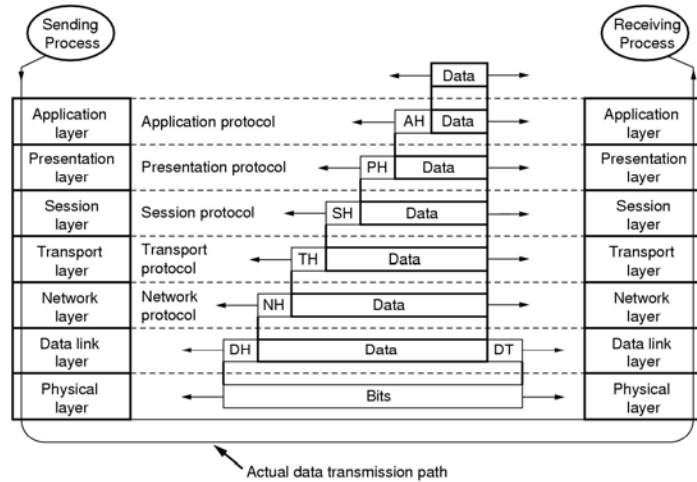 Sending
Process
Receiving
Process
Data
Application
layer
Application protocol
AH
Data
Application
layer
Presentation
layer
Presentation protocol
PH
Data
Presentation
layer
Session
layer
Session protocol
SH
Data
Session
layer
Transport
layer
Transport
protocol
TH
Data
Transport
layer
Network
layer
Network
protocol
NH
Data
Network
layer
Data link
layer
DH
Data
DT
Data link
layer
Physical
layer
Bits
Physical
layer
Actual data transmission path